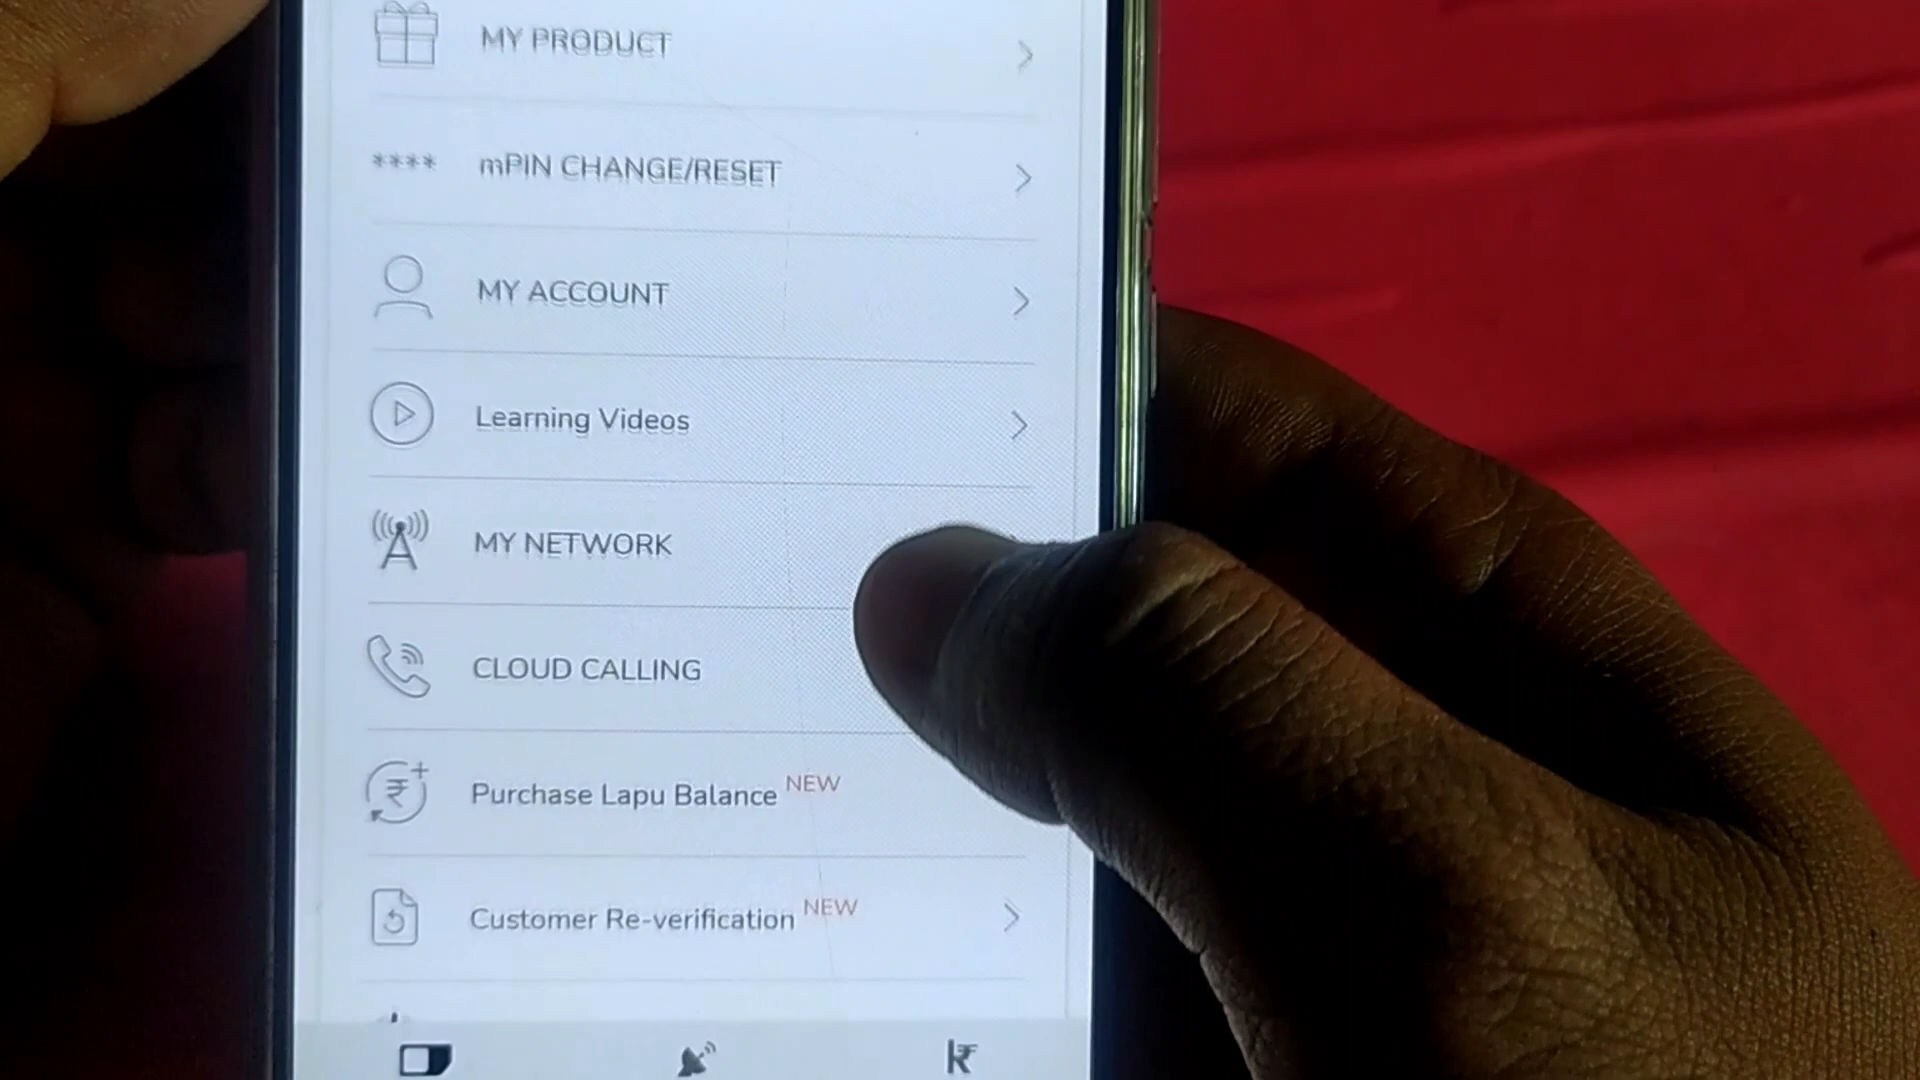 MY PRODUCT
**** mPIN CHANGE/RESET
MY ACCOUNT
Learning Videos
MY NETWORK
CLOUD CALLING
Purchase Lapu Balance NEW
Customer Re-verification NEW